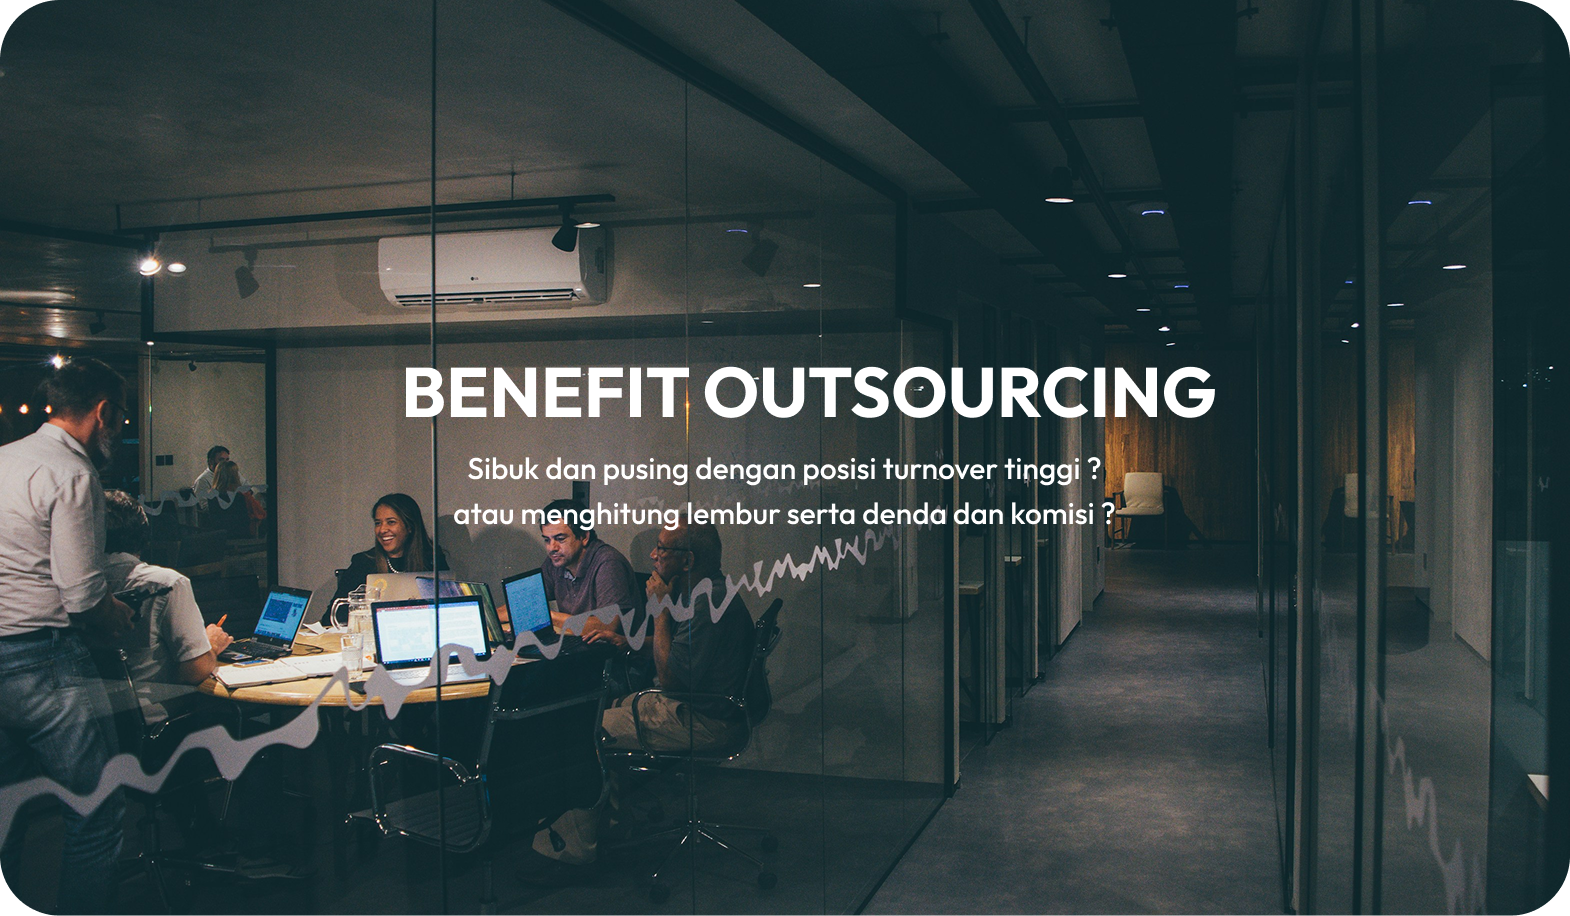 BENEFIT OUTSOURCING
Sibuk dan pusing dengan posisi turnover tinggi ?
atau menghitung lembur serta denda dan komisi ?